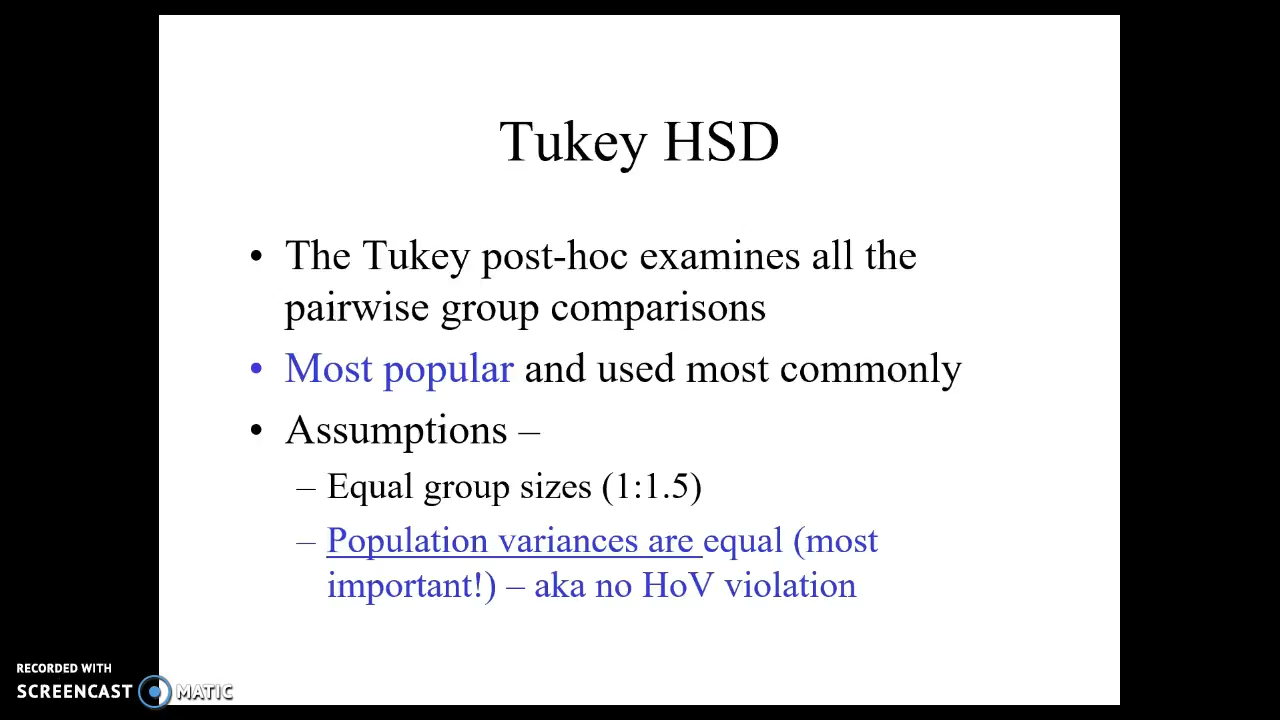 Tukey HSD
• The Tukey post-hoc examines all the
pairwise group comparisons
• Most popular and used most commonly
• Assumptions –
– Equal group sizes (1:1.5)
– Population variances are equal (most
important!) – aka no HoV violation
RECORDED WITH
SCREENCAST MATIC